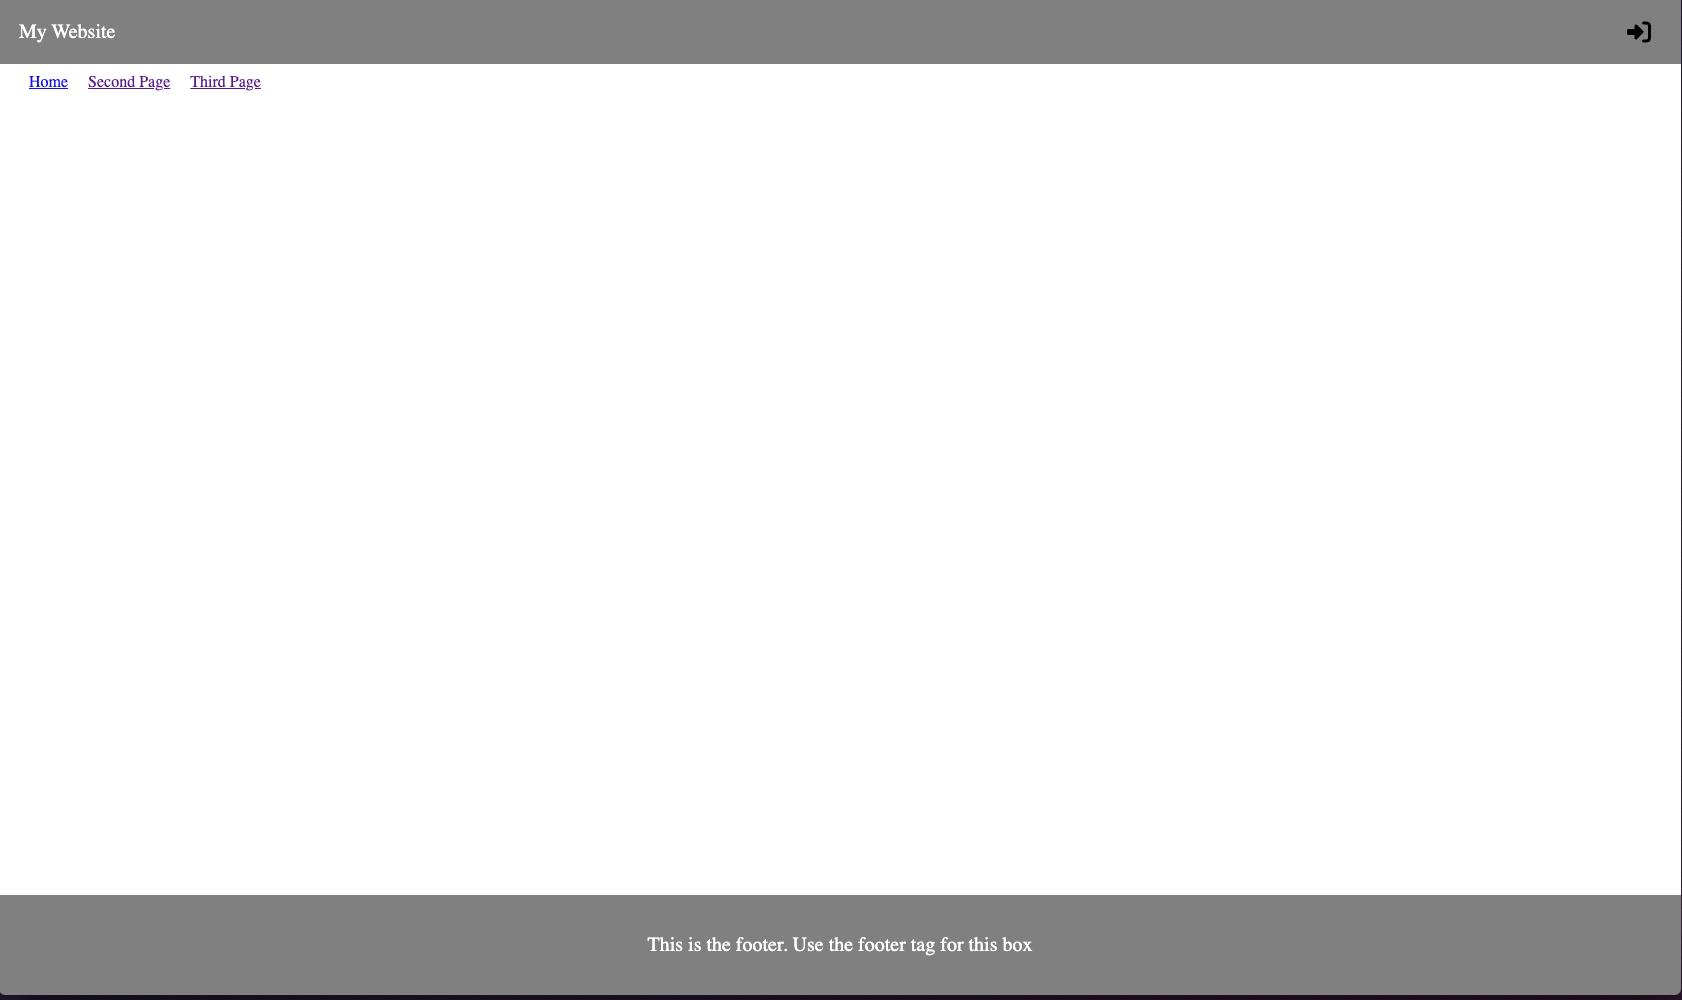 My Website
Home Second Page Third Page
This is the footer. Use the footer tag for this box